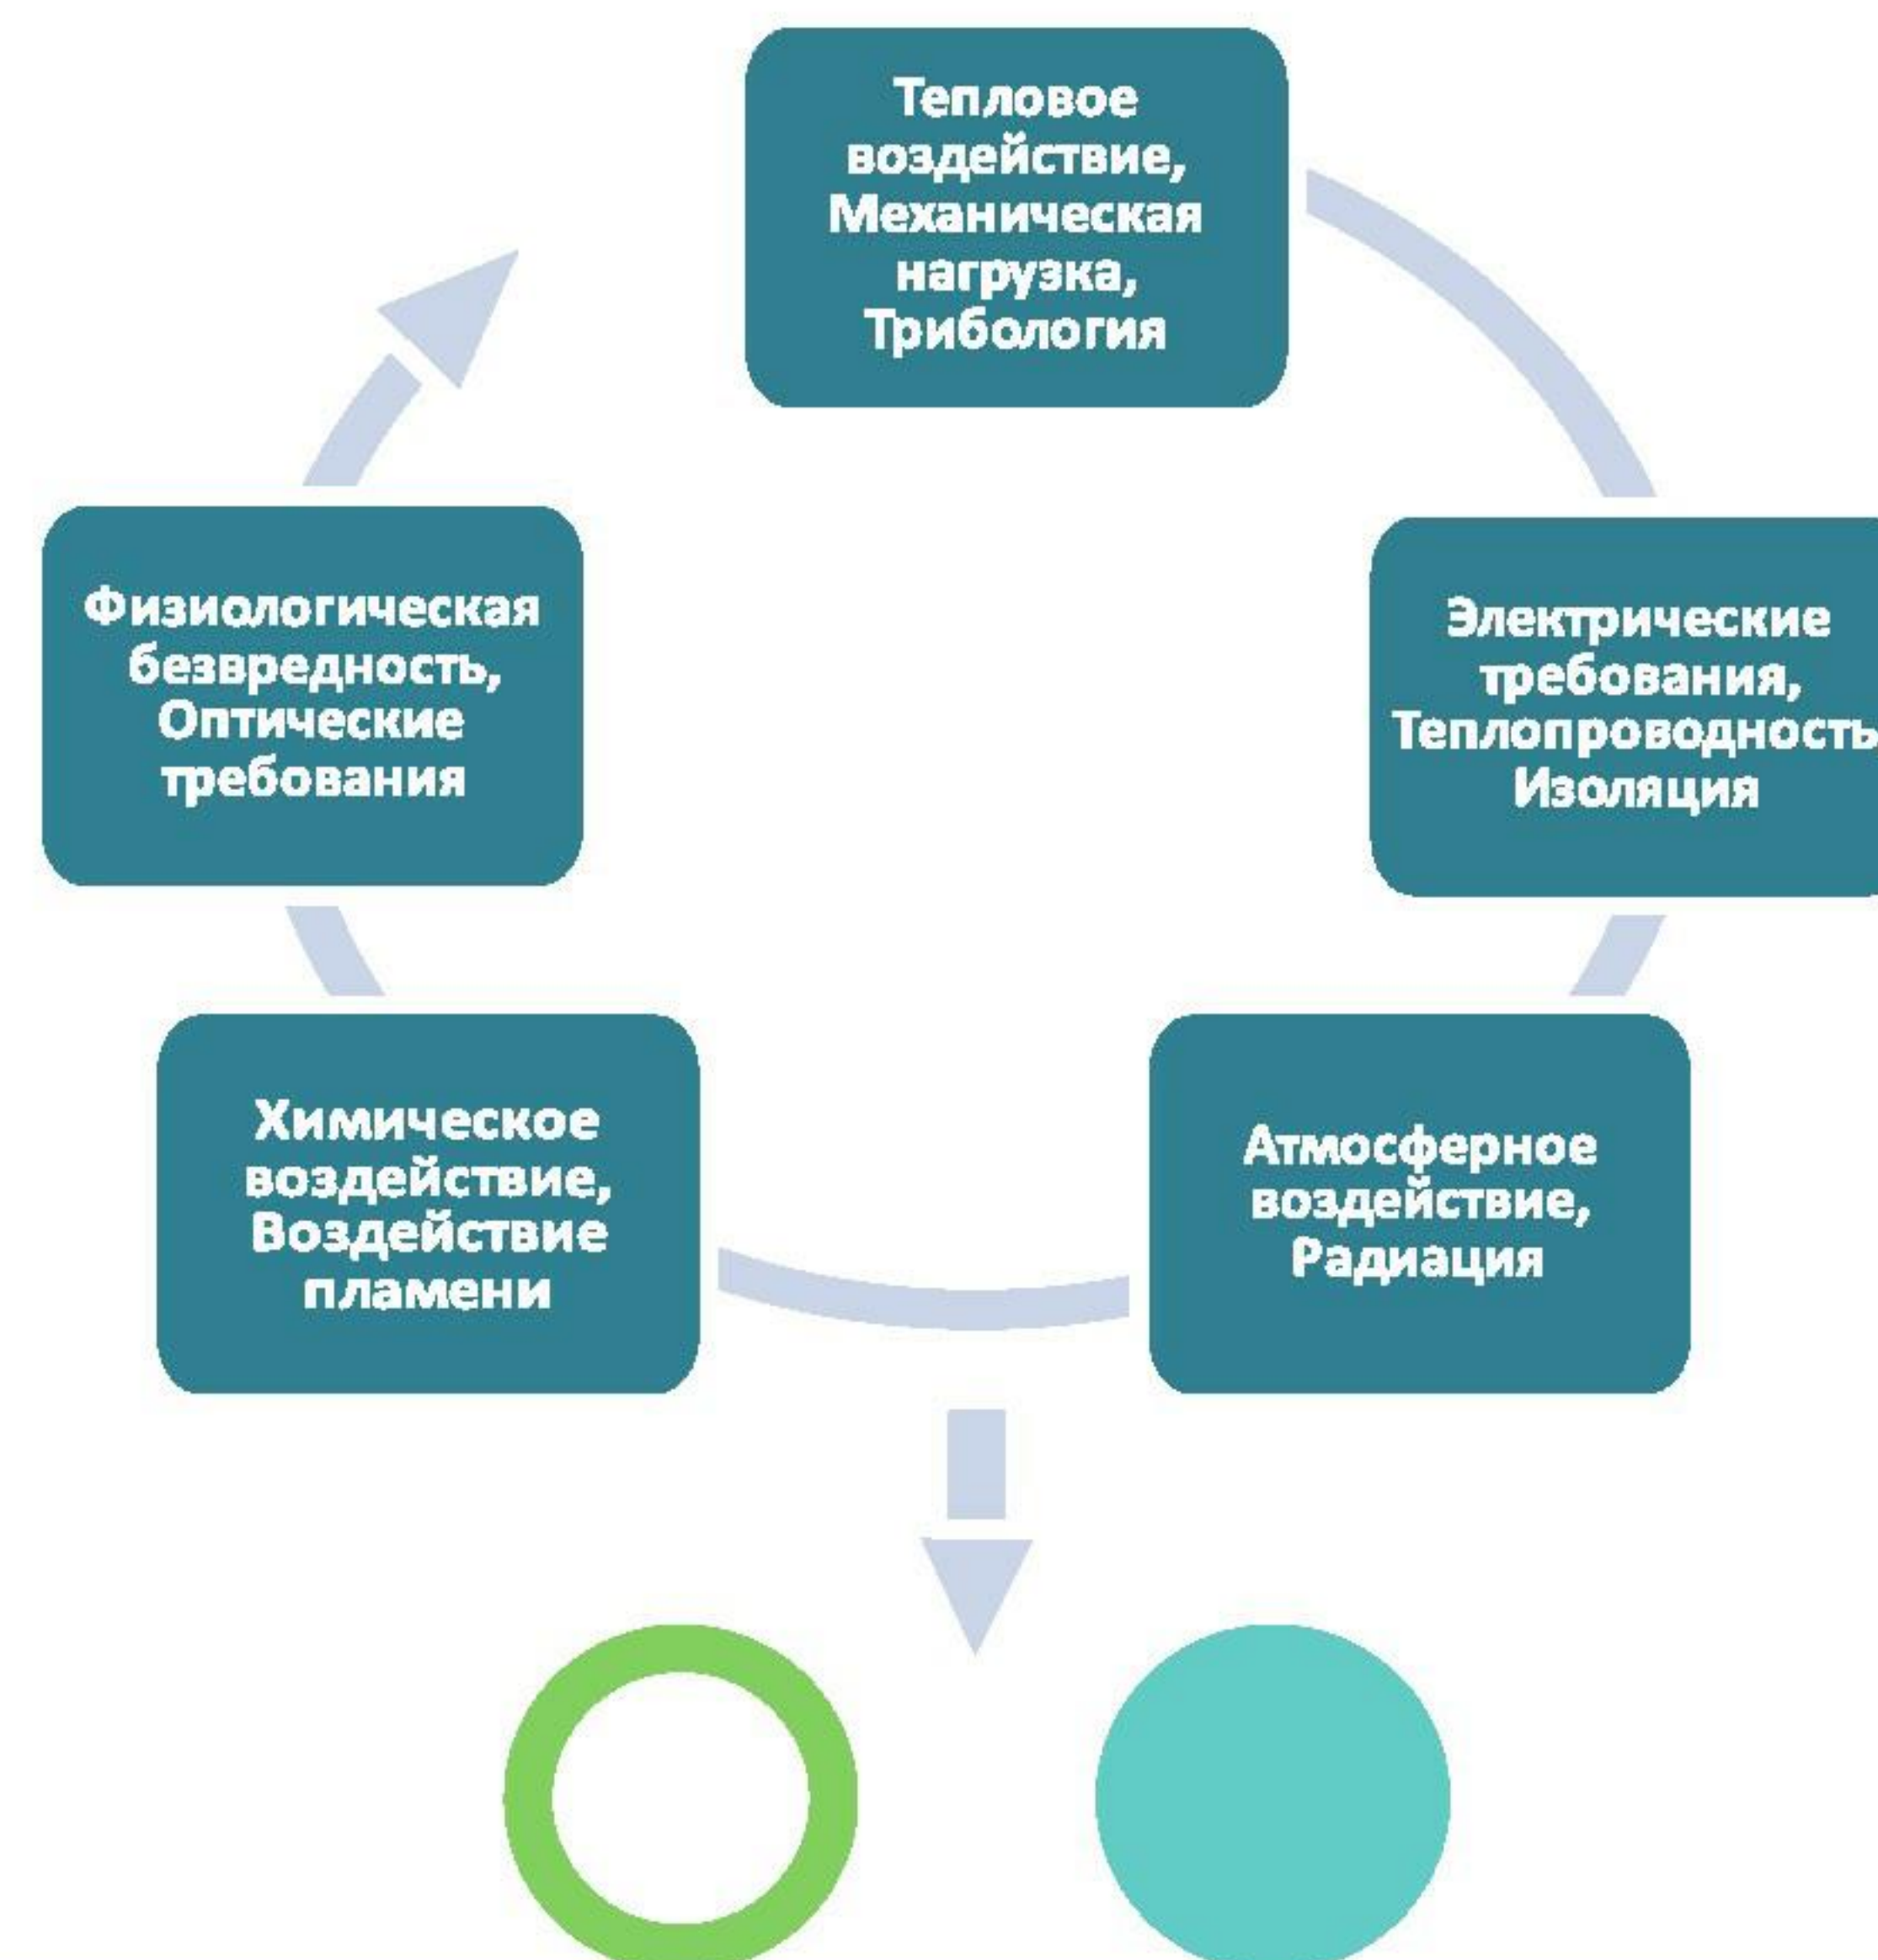 Тепловое
воздействие,
Механическая
нагрузка,
Трибология
Электрические
требования,
Теплопроводность
Изоляция
Атмосферное
воздействие,
Радиация
Химическое
воздействие,
Воздействие
пламени
Физиологическая
безвредность,
Оптические
требования